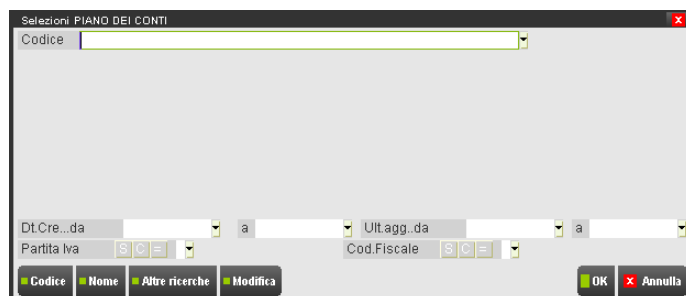 Selezioni PIANO DEI CONTI x
Codice
Dt.Cre...da a Ult.agg..da a
Partita Iva S C = Cod.Fiscale S C =
Codice Nome Altre ricerche Modifica OK x Annulla